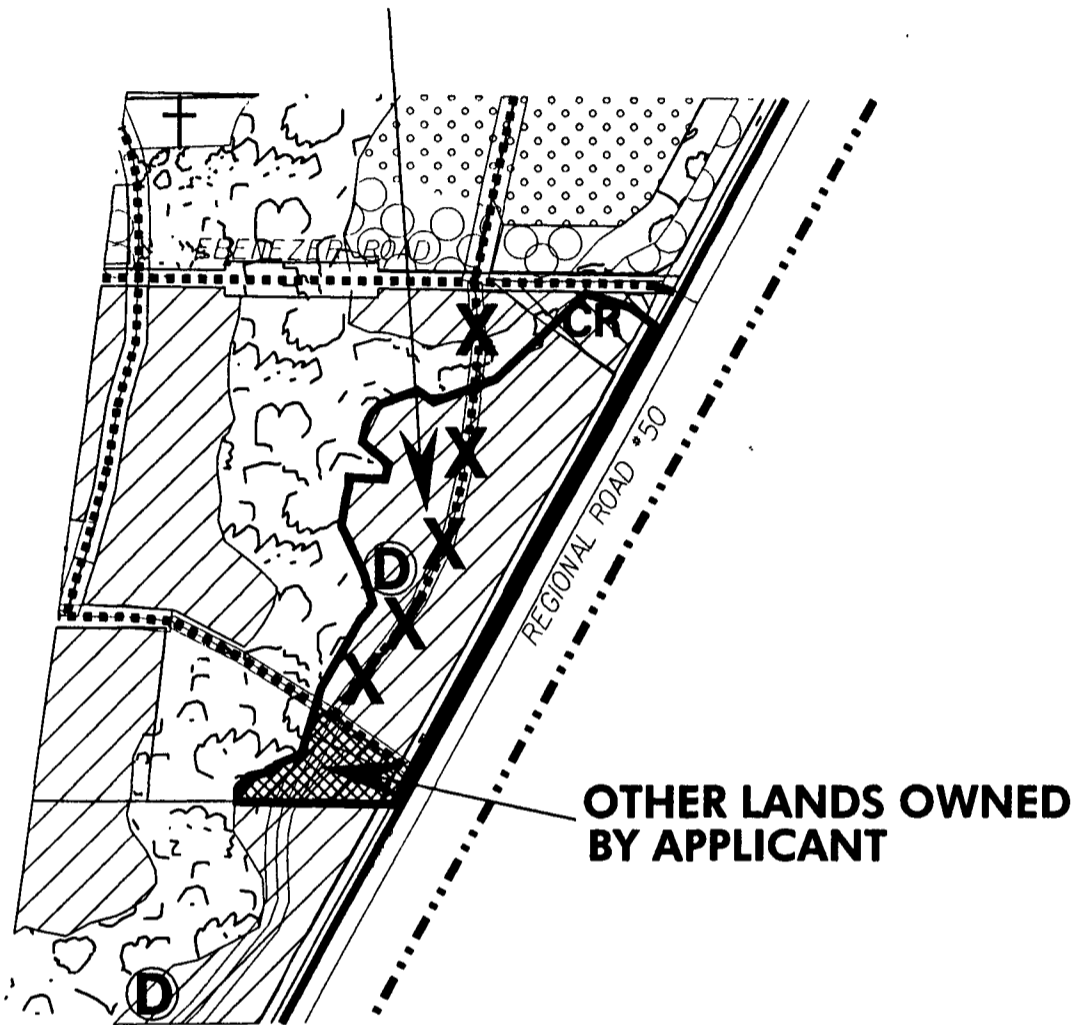 EBENEZER ROAD
X
CR
X
REGIONAL ROAD #50
X
D
X
X
OTHER LANDS OWNED
BY APPLICANT
D